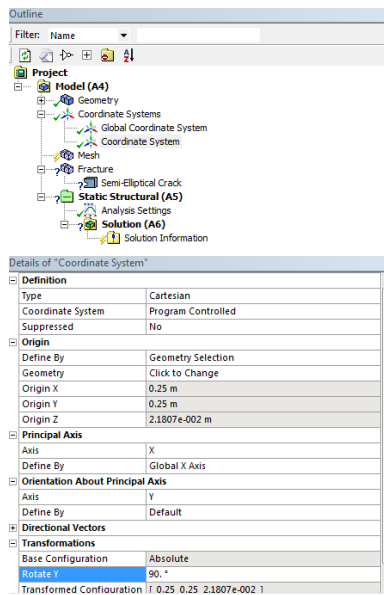 Outline
Filter: Name
Project
Model (A4)
Geometry
Coordinate Systems
Global Coordinate System
Coordinate System
Mesh
Fracture
Semi-Elliptical Crack
Static Structural (A5)
Analysis Settings
Solution (A6)
Solution Information
Details of "Coordinate System"
Definition
Type Cartesian
Coordinate System Program Controlled
Suppressed No
Origin
Define By Geometry Selection
Geometry Click to Change
Origin X 0.25 m
Origin Y 0.25 m
Origin Z 2.1807e-002 m
Principal Axis
Axis X
Define By Global X Axis
Orientation About Principal Axis
Axis Y
Define By Default
Directional Vectors
Transformations
Base Configuration Absolute
Rotate Y 90. °
Transformed Configuration [ 0.25 0.25 2.1807e-002 ]